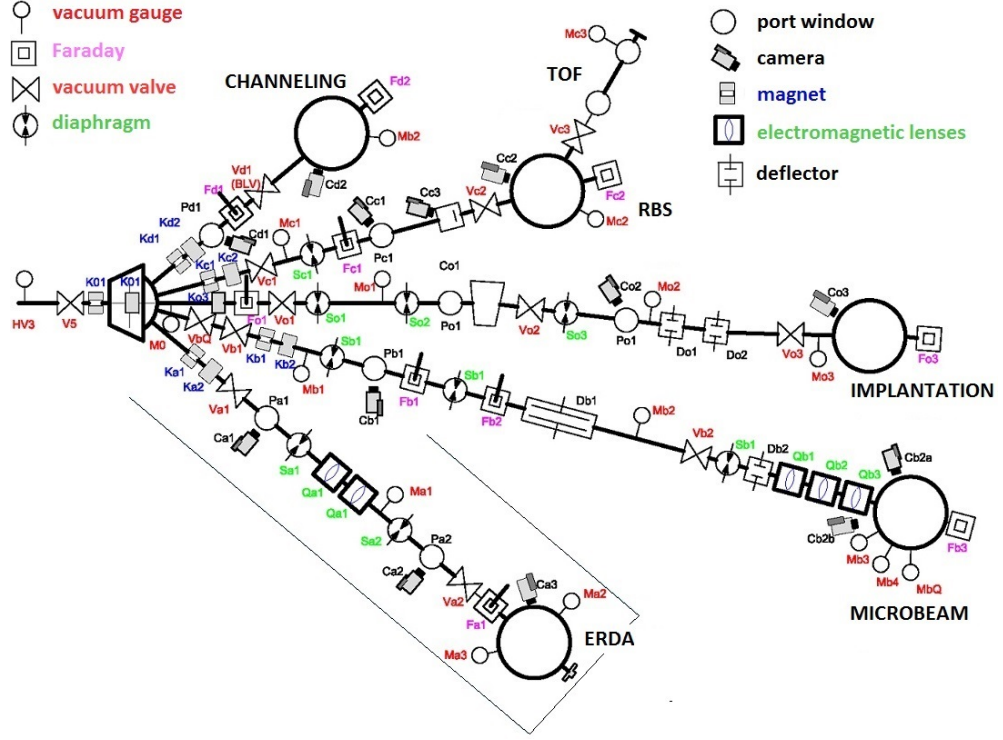 vacuum gauge
Faraday
vacuum valve
diaphragm
port window
camera
magnet
electromagnetic lenses
deflector
CHANNELING
Fd2
Mb2
Cd2
Vd1
(BLV)
Fd1
Pd1
Cd1
Kd2
Kd1
TOF
Mc3
Vc3
Cc2
Fc2
Mc2
RBS
Vc2
Cc3
Cc1
Pc1
Fc1
Sc1
Mc1
Vc1
Kc2
Kc1
HV3
V5
K01
K01
Ko3
Fo1
Vo1
So1
Mo1
So2
Co1
Po1
Vo2
So3
Co2
Po1
Mo2
Do1
Do2
Vo3
Co3
Mo3
Fo3
IMPLANTATION
M0
VbQ
Vb1
Kb1
Kb2
Mb1
Sb1
Pb1
Cb1
Fb1
Sb1
Fb2
Db1
Mb2
Vb2
Sb1
Db2
Qb1
Qb2
Qb3
Cb2a
Cb2b
Mb3
Mb4
MbQ
Fb3
MICROBEAM
Ka1
Ka2
Va1
Pa1
Ca1
Sa1
Qa1
Qa1
Ma1
Sa2
Pa2
Ca2
Va2
Fa1
Ca3
Ma2
Ma3
ERDA